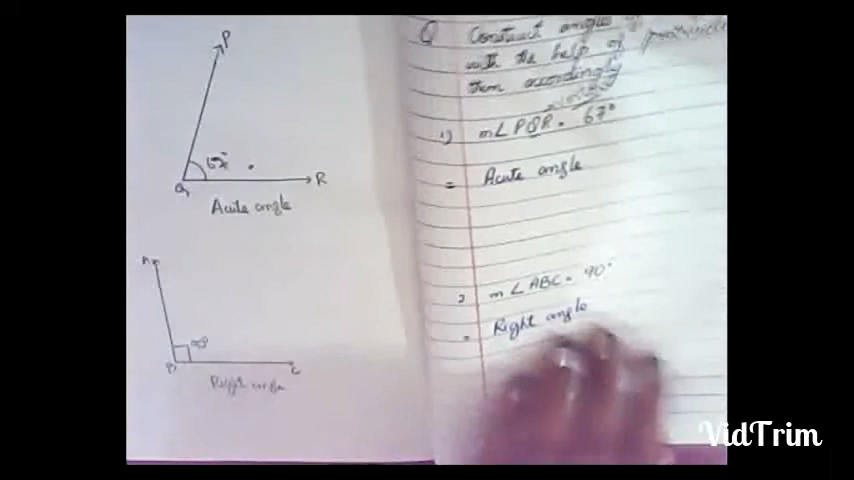 P
Q
R
Acute angle
A
90°
C
Right angle
Q Construct angles
with the help of
them accordingly
1) m∠PQR = 67°
= Acute angle
2 m∠ABC = 90°
= Right angle
VidTrim